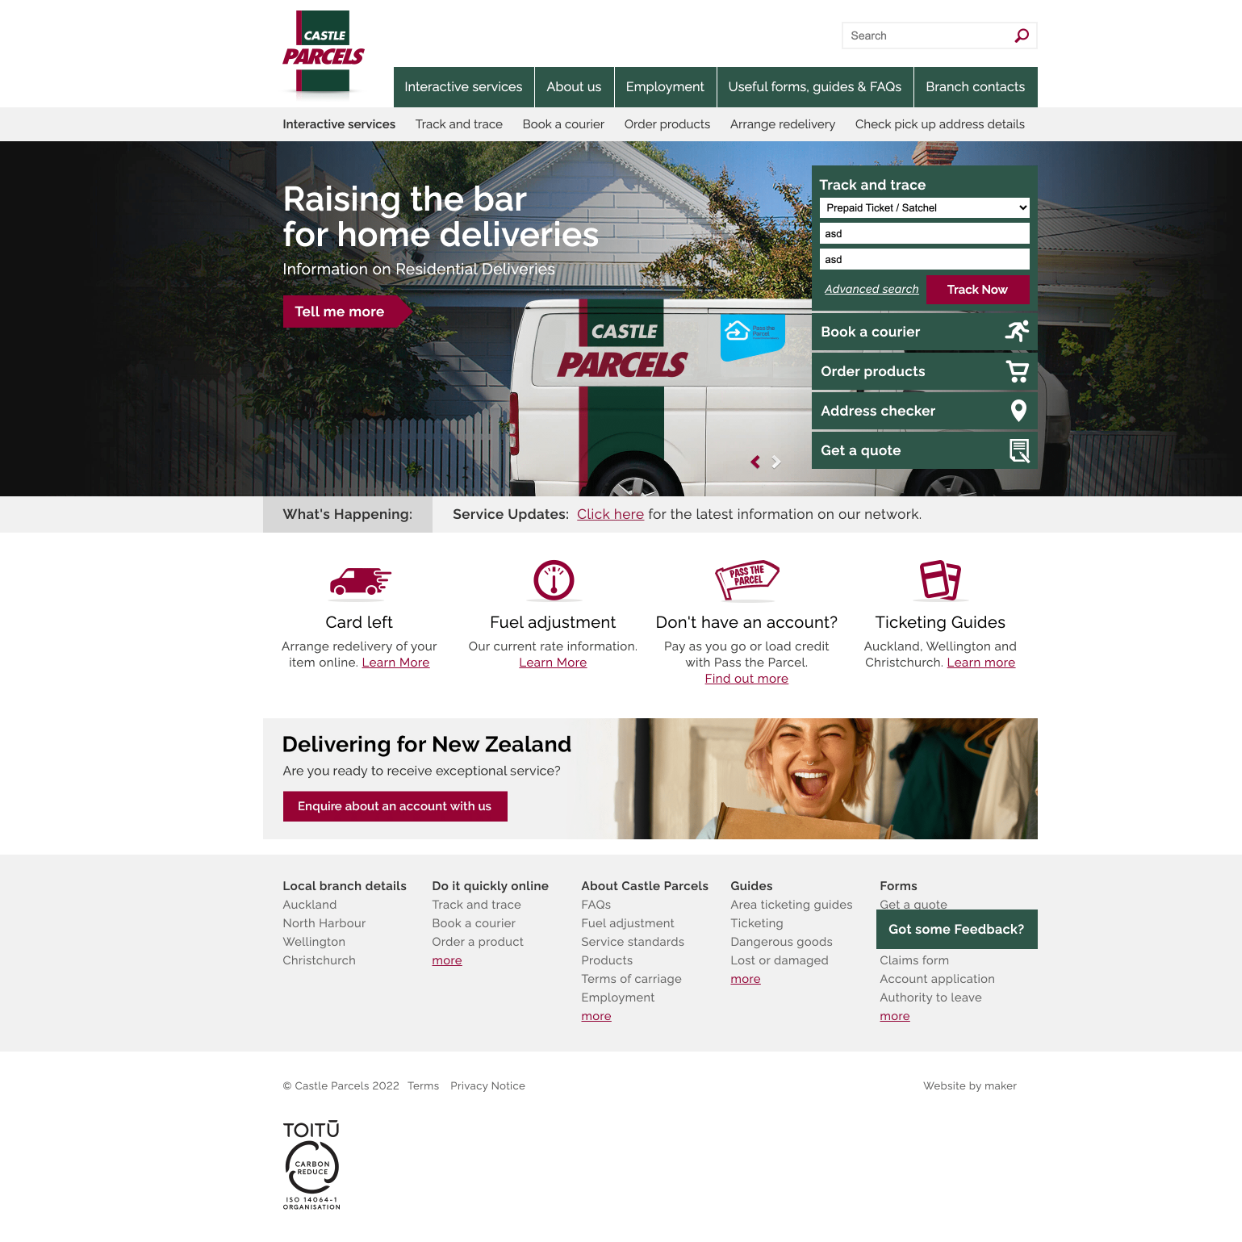 CASTLE
PARCELS
Search
Interactive services
About us
Employment
Useful forms, guides & FAQs
Branch contacts
Interactive services
Track and trace
Book a courier
Order products
Arrange redelivery
Check pick up address details
Raising the bar
for home deliveries
Information on Residential Deliveries
Tell me more
CASTLE
PARCELS
Track and trace
Prepaid Ticket / Satchel
asd
asd
Advanced search
Track Now
Book a courier
Order products
Address checker
Get a quote
What's Happening:
Service Updates: Click here for the latest information on our network.
Card left
Arrange redelivery of your
item online. Learn More
Fuel adjustment
Our current rate information.
Learn More
PASS THE
PARCEL
Don't have an account?
Pay as you go or load credit
with Pass the Parcel.
Find out more
Ticketing Guides
Auckland, Wellington and
Christchurch. Learn more
Delivering for New Zealand
Are you ready to receive exceptional service?
Enquire about an account with us
Local branch details
Auckland
North Harbour
Wellington
Christchurch
Do it quickly online
Track and trace
Book a courier
Order a product
more
About Castle Parcels
FAQs
Fuel adjustment
Service standards
Products
Terms of carriage
Employment
more
Guides
Area ticketing guides
Ticketing
Dangerous goods
Lost or damaged
more
Forms
Get a quote
Got some Feedback?
Claims form
Account application
Authority to leave
more
© Castle Parcels 2022 Terms Privacy Notice
Website by maker
TOITŪ
CARBON
REDUCE
ISO 14064-1
ORGANISATION